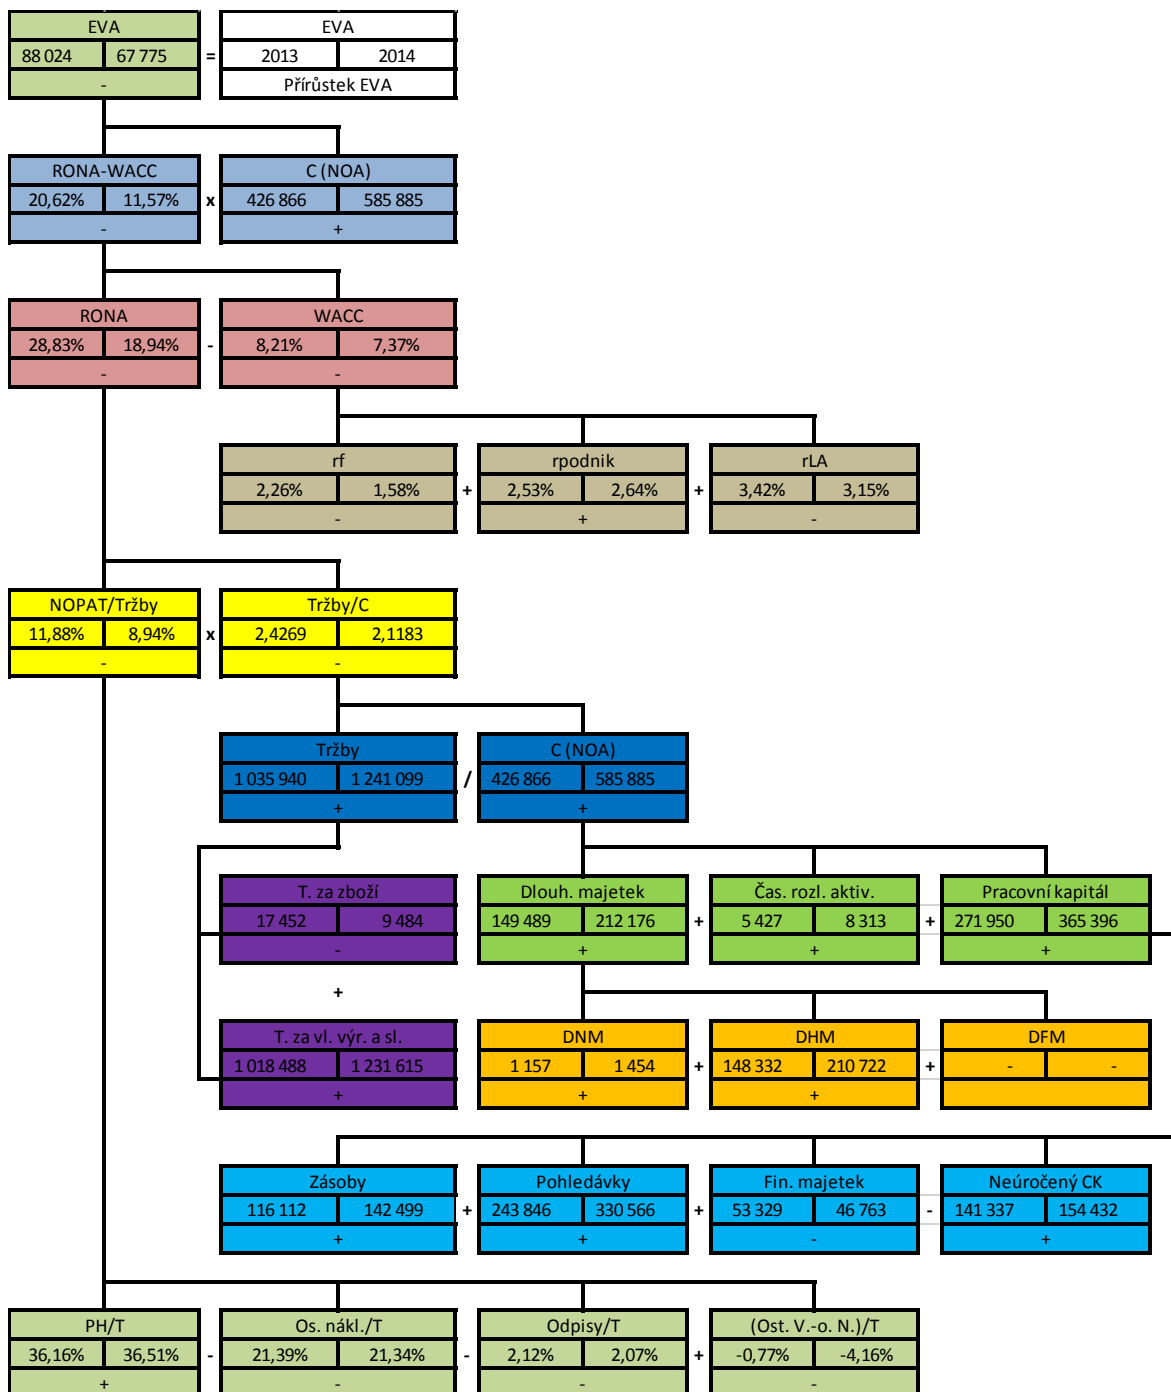 EVA EVA
88 024 67 775 = 2013 2014
- Přírůstek EVA
RONA-WACC C (NOA)
20,62% 11,57% x 426 866 585 885
- +
RONA WACC
28,83% 18,94% - 8,21% 7,37%
- -
rf rpodnik rLA
2,26% 1,58% + 2,53% 2,64% + 3,42% 3,15%
- + -
NOPAT/Tržby Tržby/C
11,88% 8,94% x 2,4269 2,1183
- -
Tržby C (NOA)
1 035 940 1 241 099 / 426 866 585 885
+ +
T. za zboží Dlouh. majetek Čas. rozl. aktiv. Pracovní kapitál
17 452 9 484 149 489 212 176 + 5 427 8 313 + 271 950 365 396
- + + +
+
T. za vl. výr. a sl. DNM DHM DFM
1 018 488 1 231 615 1 157 1 454 + 148 332 210 722 + - -
+ + +
Zásoby Pohledávky Fin. majetek Neúročený CK
116 112 142 499 + 243 846 330 566 + 53 329 46 763 - 141 337 154 432
+ + - +
PH/T Os. nákl./T Odpisy/T (Ost. V.-o. N.)/T
36,16% 36,51% - 21,39% 21,34% - 2,12% 2,07% + -0,77% -4,16%
+ - - -